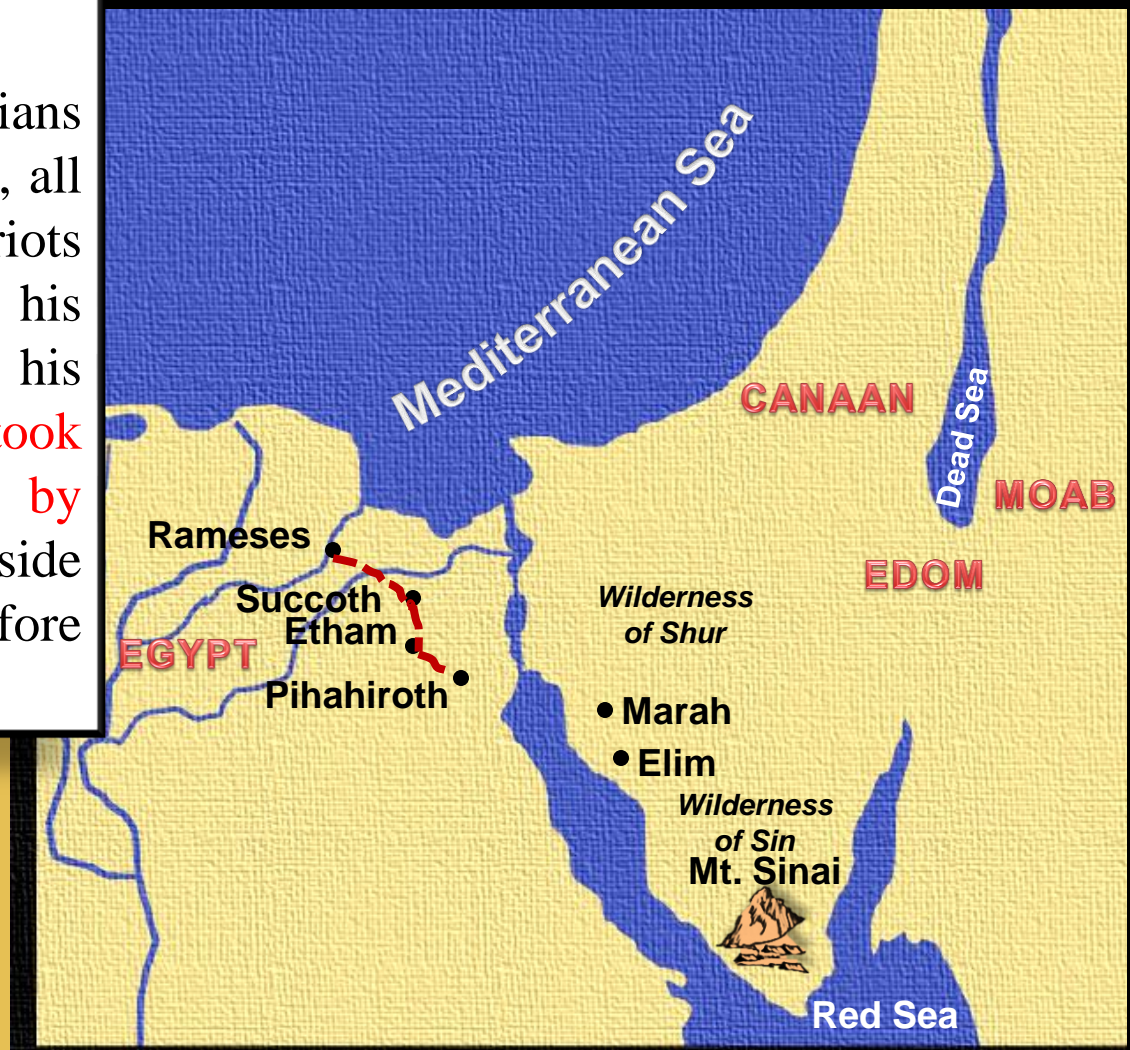 ians
, all
riots
his
his
took
by
side
fore
Mediterranean Sea
CANAAN
Dead Sea
MOAB
EDOM
Rameses
Succoth
Etham
EGYPT
Pihahiroth
Wilderness
of Shur
Marah
Elim
Wilderness
of Sin
Mt. Sinai
Red Sea